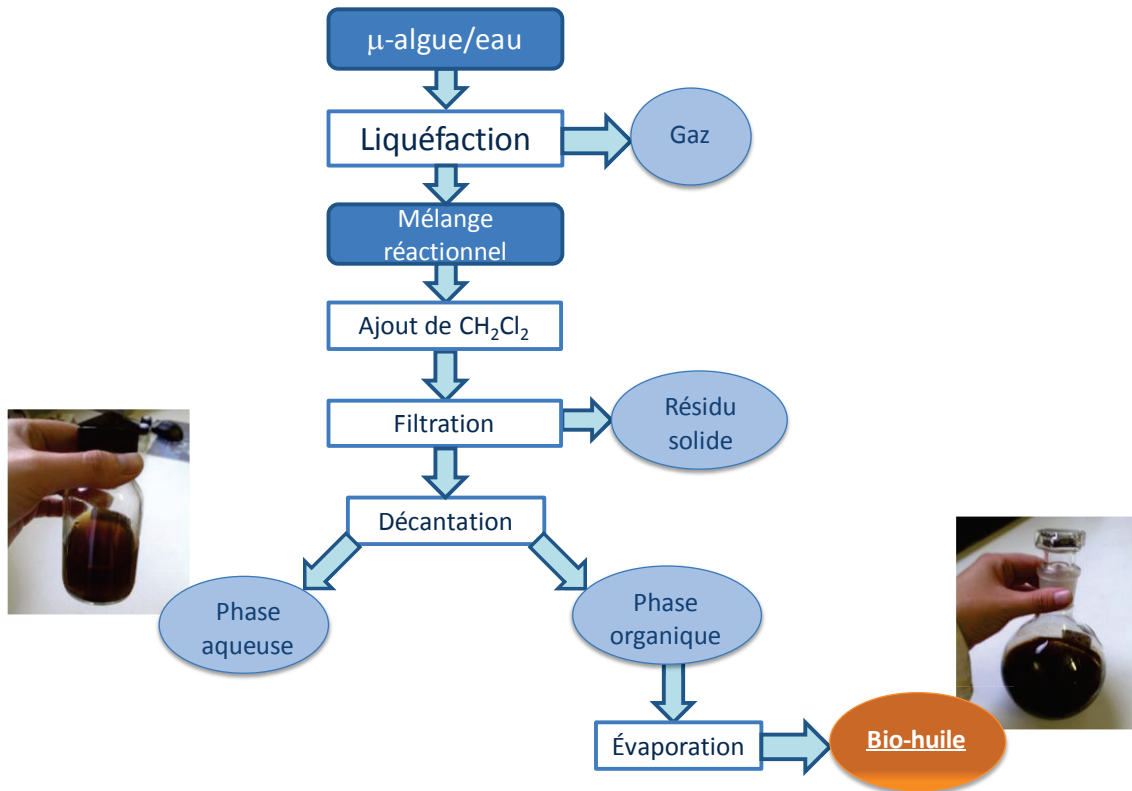 μ-algue/eau
Liquéfaction
Gaz
Mélange
réactionnel
Ajout de CH₂Cl₂
Filtration
Résidu
solide
Décantation
Phase
aqueuse
Phase
organique
Évaporation
Bio-huile